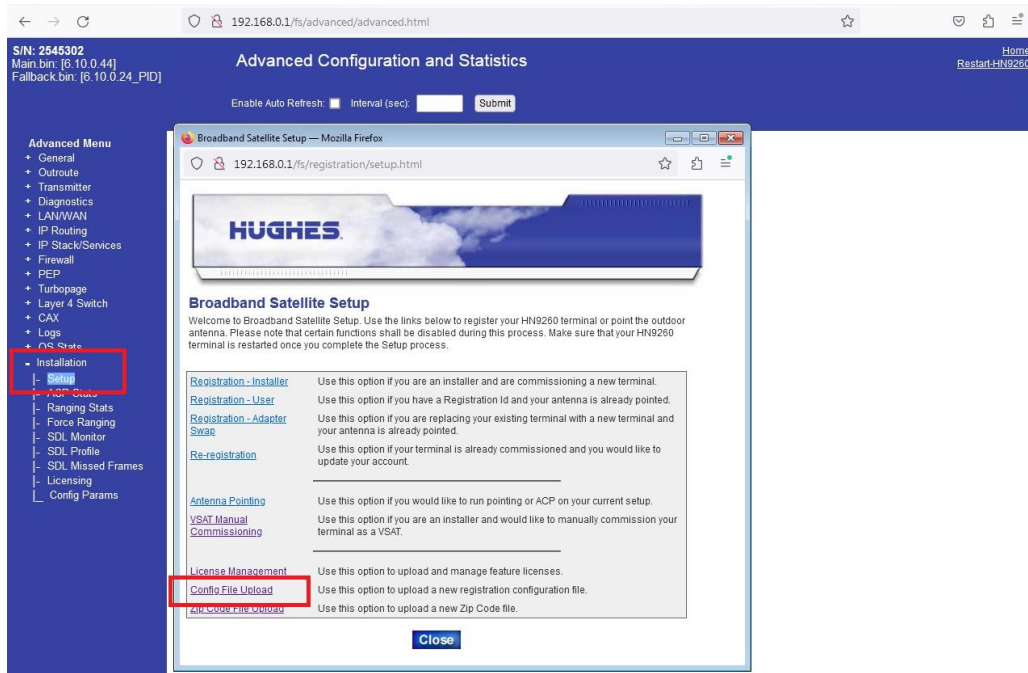 192.168.0.1/fs/advanced/advanced.html
S/N: 2545302
Main.bin: [6.10.0.44]
Fallback.bin: [6.10.0.24_PID]
Advanced Configuration and Statistics
Home
Restart-HN9260
Enable Auto Refresh: Interval (sec): Submit
Advanced Menu
+ General
+ Outroute
+ Transmitter
+ Diagnostics
+ LAN/WAN
+ IP Routing
+ IP Stack/Services
+ Firewall
+ PEP
+ Turbopage
+ Layer 4 Switch
+ CAX
+ Logs
+ OS Stats
- Installation
|- Setup
|- ACP Stats
|- Ranging Stats
|- Force Ranging
|- SDL Monitor
|- SDL Profile
|- SDL Missed Frames
|- Licensing
|_ Config Params
Broadband Satellite Setup — Mozilla Firefox
192.168.0.1/fs/registration/setup.html
HUGHES.
Broadband Satellite Setup
Welcome to Broadband Satellite Setup. Use the links below to register your HN9260 terminal or point the outdoor
antenna. Please note that certain functions shall be disabled during this process. Make sure that your HN9260
terminal is restarted once you complete the Setup process.
Registration - Installer Use this option if you are an installer and are commissioning a new terminal.
Registration - User Use this option if you have a Registration Id and your antenna is already pointed.
Registration - Adapter Use this option if you are replacing your existing terminal with a new terminal and
Swap your antenna is already pointed.
Re-registration Use this option if your terminal is already commissioned and you would like to
update your account.
Antenna Pointing Use this option if you would like to run pointing or ACP on your current setup.
VSAT Manual Use this option if you are an installer and would like to manually commission your
Commissioning terminal as a VSAT.
License Management Use this option to upload and manage feature licenses.
Config File Upload Use this option to upload a new registration configuration file.
Zip Code File Upload Use this option to upload a new Zip Code file.
Close